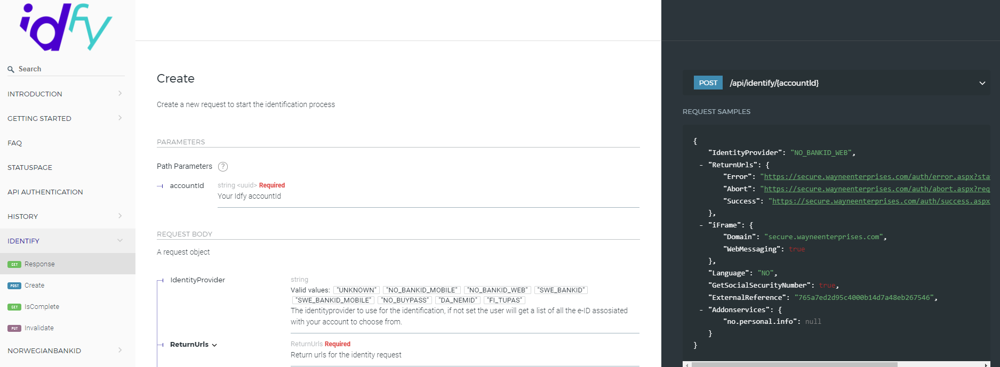 idfy
Search
INTRODUCTION
GETTING STARTED
FAQ
STATUSPAGE
API AUTHENTICATION
HISTORY
IDENTIFY
GET Response
POST Create
GET IsComplete
PUT Invalidate
NORWEGIANBANKID
Create
Create a new request to start the identification process
PARAMETERS
Path Parameters ?
accountId string <uuid> Required
Your Idfy accountId
REQUEST BODY
A request object
IdentityProvider string
Valid values: "UNKNOWN" "NO_BANKID_MOBILE" "NO_BANKID_WEB" "SWE_BANKID"
"SWE_BANKID_MOBILE" "NO_BUYPASS" "DA_NEMID" "FI_TUPAS"
The identityprovider to use for the identification, if not set the user will get a list of all the e-ID assosiated
with your account to choose from.
ReturnUrls ReturnUrls Required
Return urls for the identity request
POST /api/identify/{accountId}
REQUEST SAMPLES
{
"IdentityProvider": "NO_BANKID_WEB",
- "ReturnUrls": {
"Error": "https://secure.wayneenterprises.com/auth/error.aspx?sta
"Abort": "https://secure.wayneenterprises.com/auth/abort.aspx?req
"Success": "https://secure.wayneenterprises.com/auth/success.aspx
},
- "iFrame": {
"Domain": "secure.wayneenterprises.com",
"WebMessaging": true
},
"Language": "NO",
"GetSocialSecurityNumber": true,
"ExternalReference": "765a7ed2d95c4000b14d7a48eb267546",
- "Addonservices": {
"no.personal.info": null
}
}